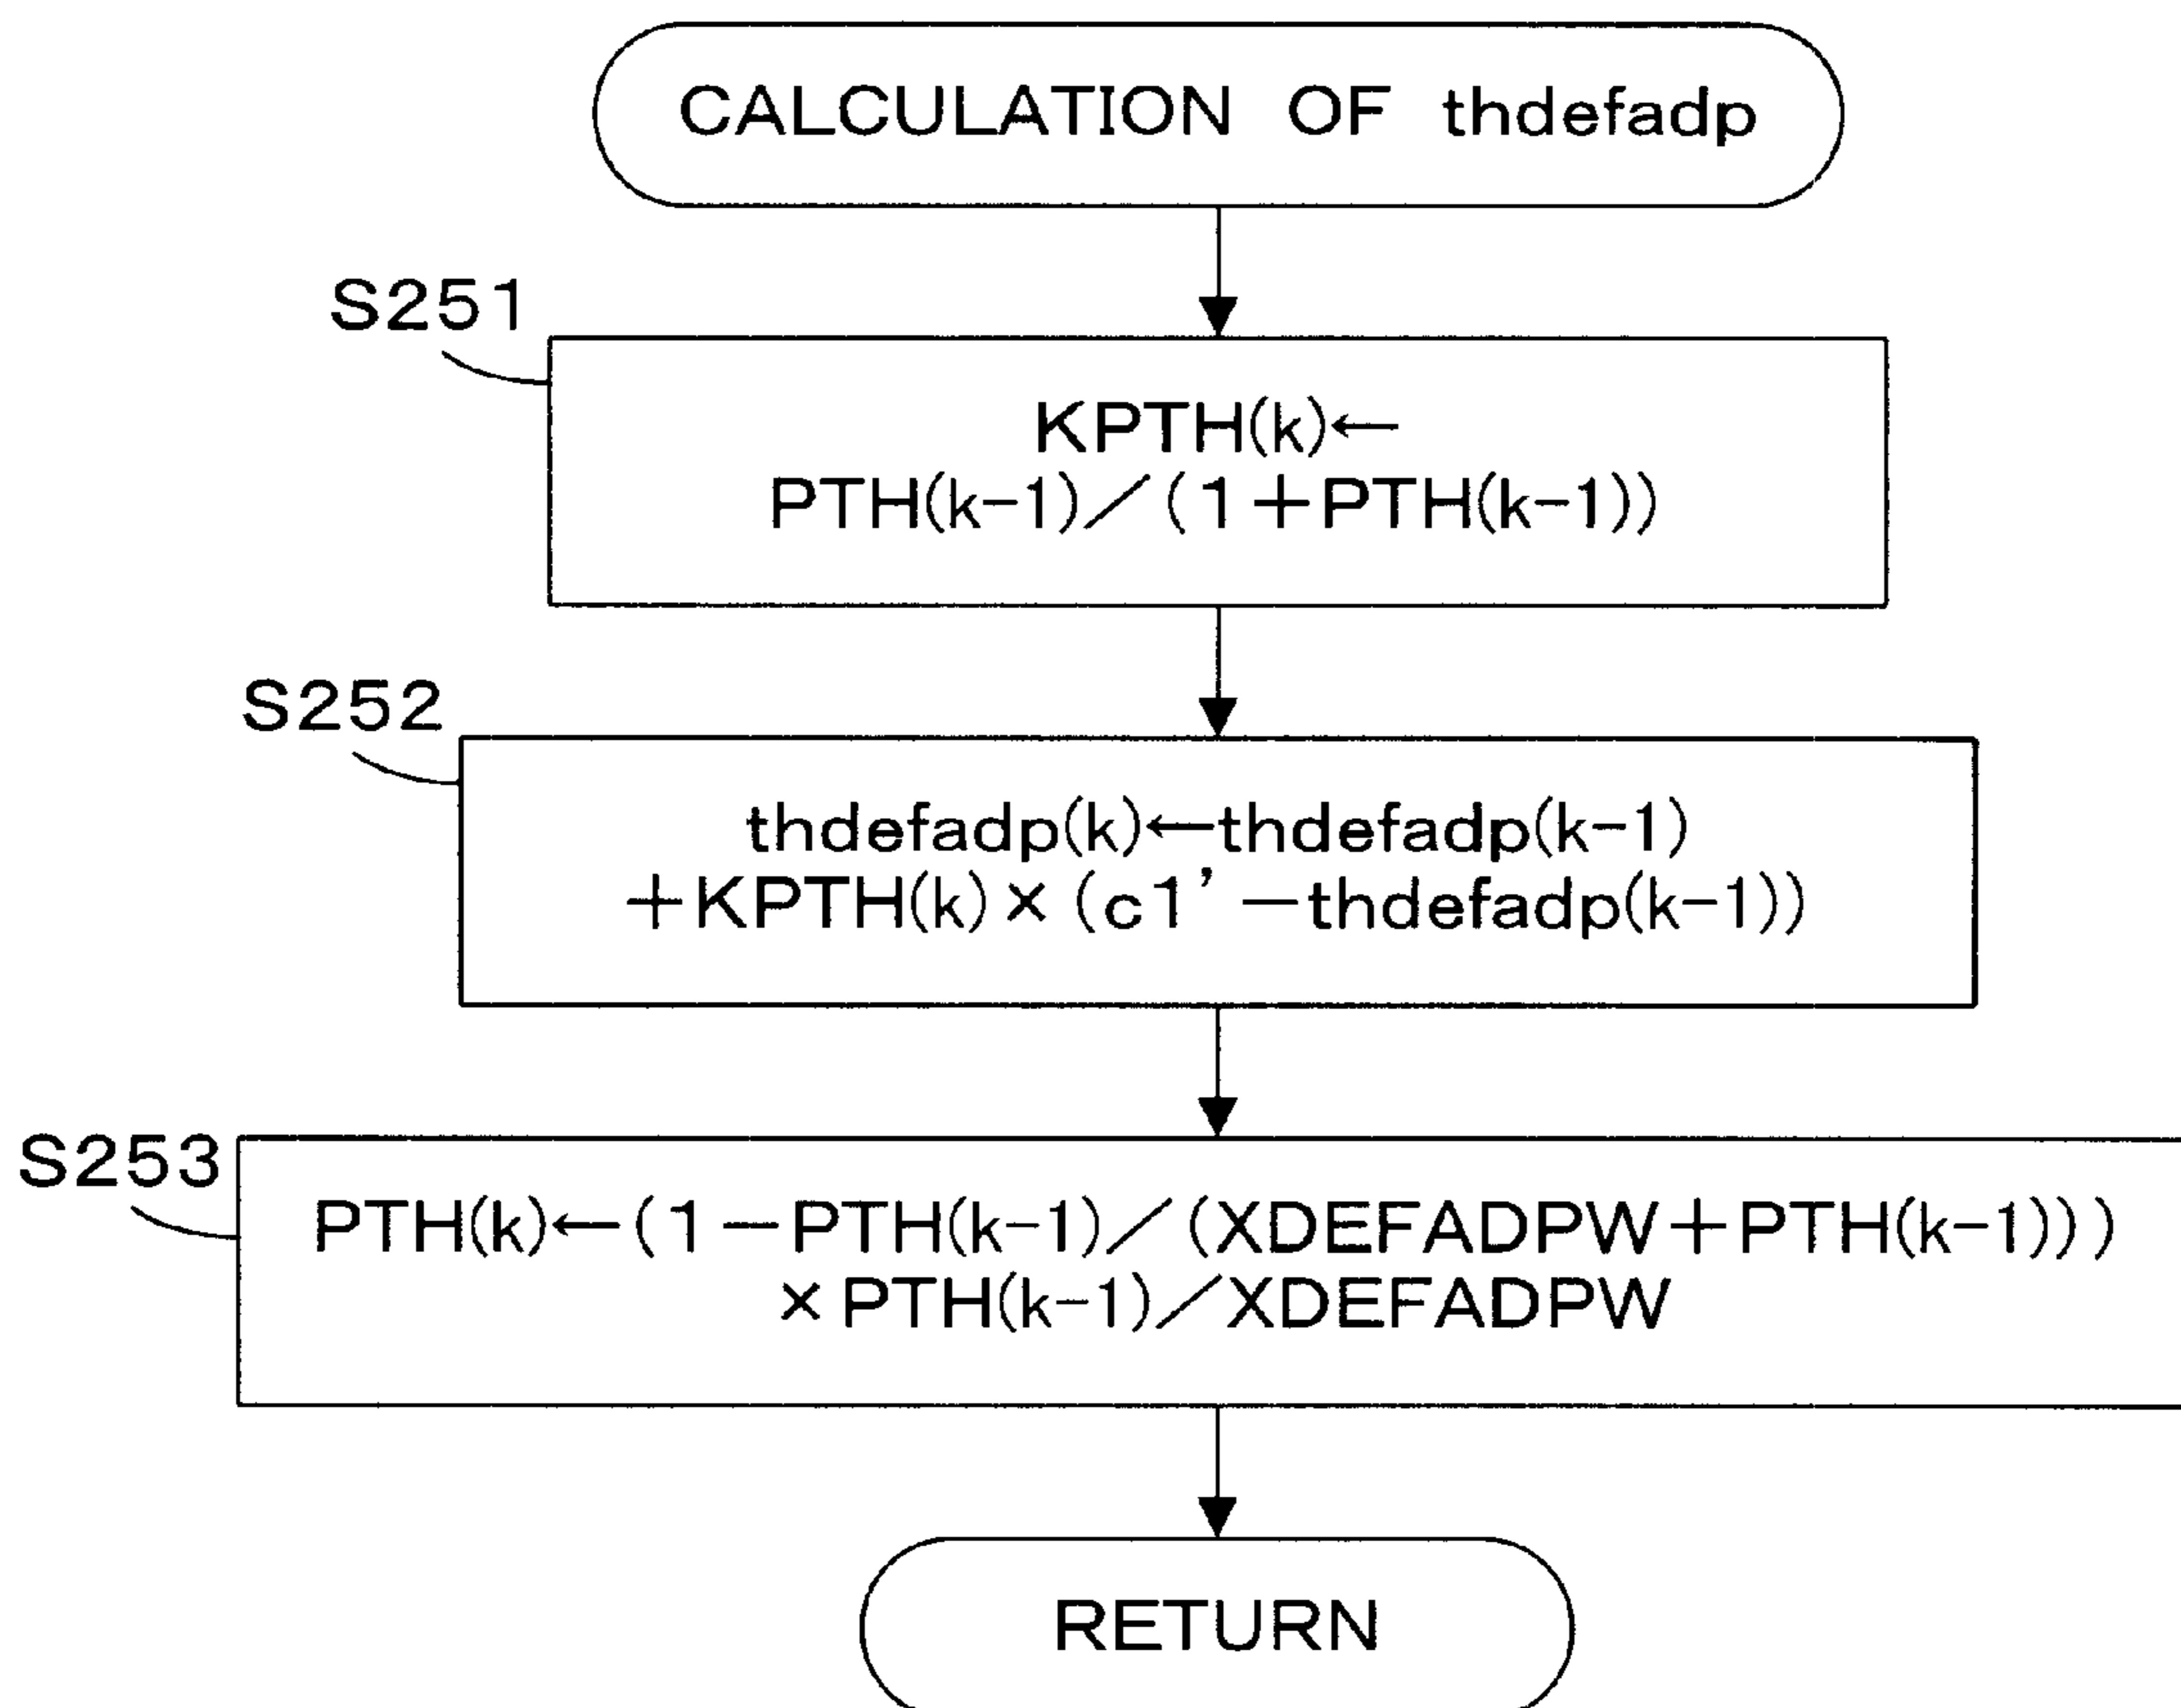 CALCULATION OF thdefadp
S251
KPTH(k)←
PTH(k-1)／(1＋PTH(k-1))
S252
thdefadp(k)←thdefadp(k-1)
＋KPTH(k)×(c1’－thdefadp(k-1))
S253
PTH(k)←(1－PTH(k-1)／(XDEFADPW＋PTH(k-1)))
×PTH(k-1)／XDEFADPW
RETURN